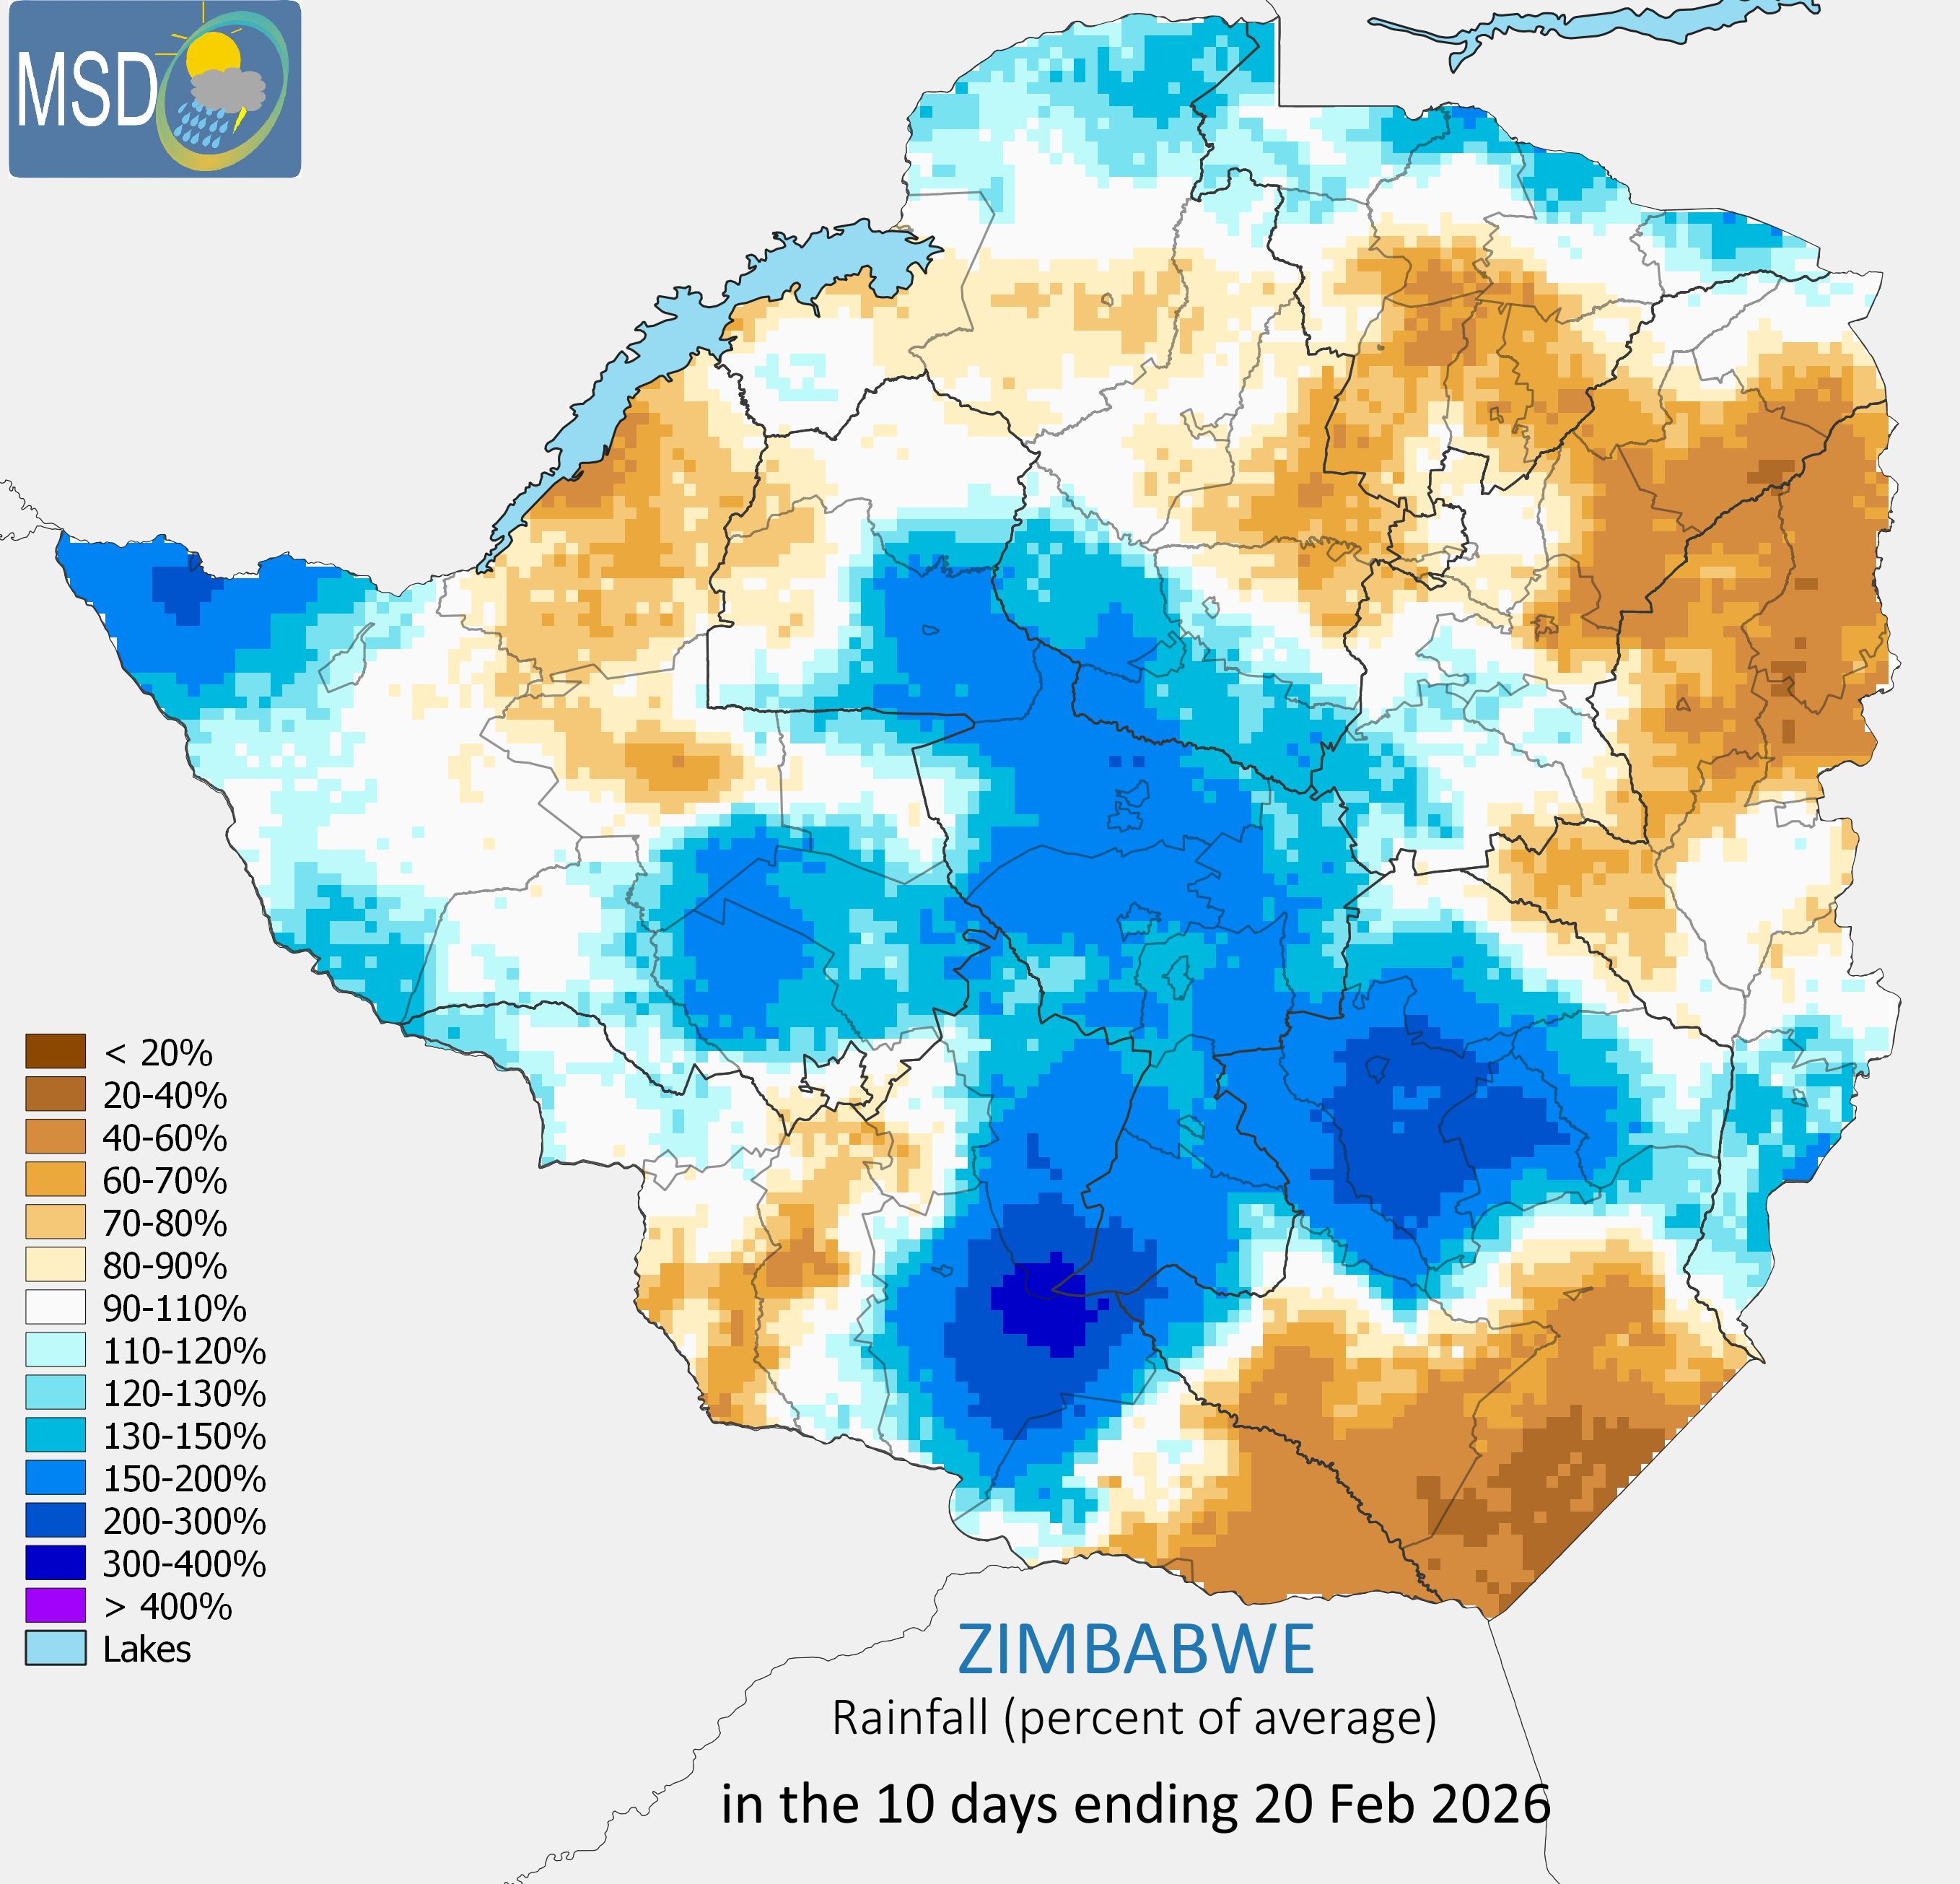 MSD
< 20%
20-40%
40-60%
60-70%
70-80%
80-90%
90-110%
110-120%
120-130%
130-150%
150-200%
200-300%
300-400%
> 400%
Lakes
ZIMBABWE
Rainfall (percent of average)
in the 10 days ending 20 Feb 2026